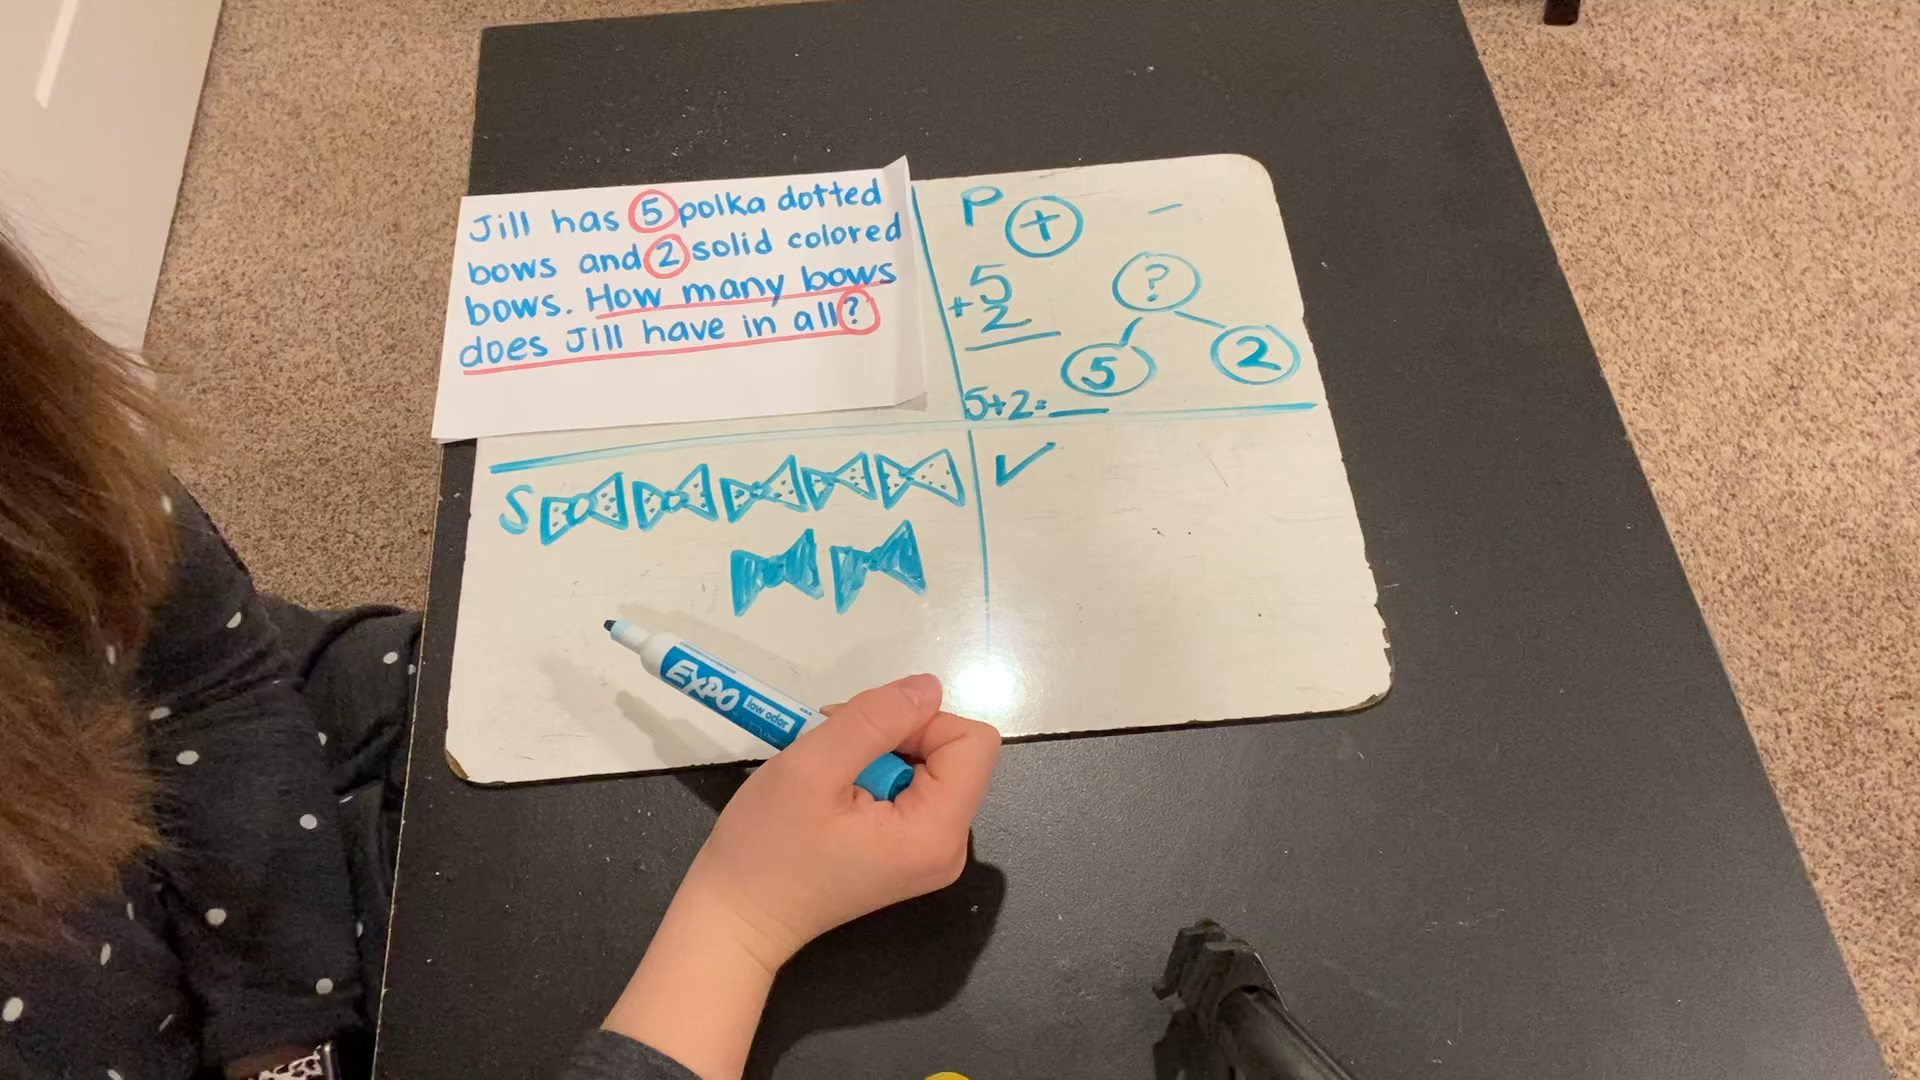 Jill has 5 polka dotted
bows and 2 solid colored
bows. How many bows
does Jill have in all?
P + -
5
+ 2
?
5 2
5+2=__
S
✓
EXPO
low odor